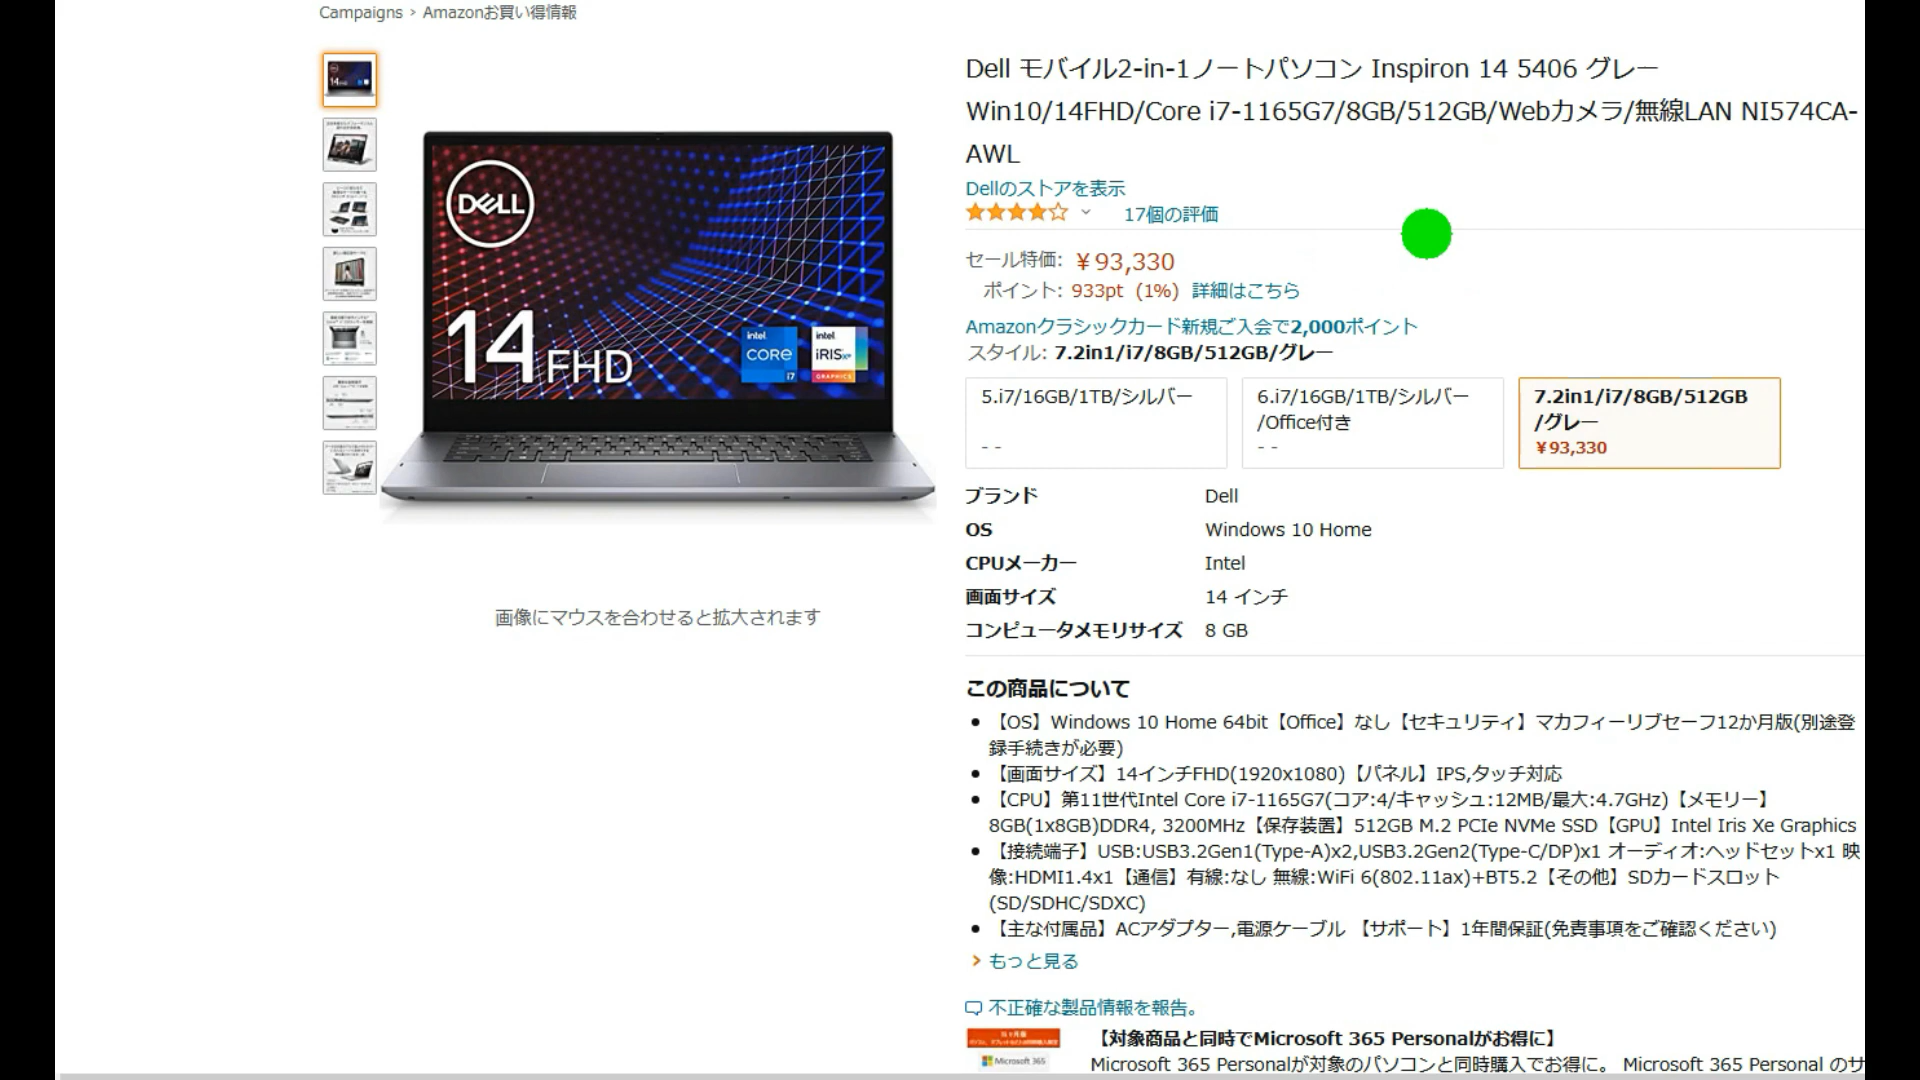 Campaigns › Amazonお買い得情報
Dell モバイル2-in-1ノートパソコン Inspiron 14 5406 グレー
Win10/14FHD/Core i7-1165G7/8GB/512GB/Webカメラ/無線LAN NI574CA-
AWL
Dellのストアを表示
17個の評価
セール特価: ￥93,330
ポイント: 933pt (1%) 詳細はこちら
Amazonクラシックカード新規ご入会で2,000ポイント
スタイル: 7.2in1/i7/8GB/512GB/グレー
5.i7/16GB/1TB/シルバー
- -
6.i7/16GB/1TB/シルバー
/Office付き
- -
7.2in1/i7/8GB/512GB
/グレー
￥93,330
DELL
14 FHD
intel CORE i7
intel iRIS xe GRAPHICS
画像にマウスを合わせると拡大されます
ブランド Dell
OS Windows 10 Home
CPUメーカー Intel
画面サイズ 14 インチ
コンピュータメモリサイズ 8 GB
この商品について
• 【OS】Windows 10 Home 64bit【Office】なし【セキュリティ】マカフィーリブセーフ12か月版(別途登
録手続きが必要)
• 【画面サイズ】14インチFHD(1920x1080)【パネル】IPS,タッチ対応
• 【CPU】第11世代Intel Core i7-1165G7(コア:4/キャッシュ:12MB/最大:4.7GHz)【メモリー】
8GB(1x8GB)DDR4, 3200MHz【保存装置】512GB M.2 PCIe NVMe SSD【GPU】Intel Iris Xe Graphics
• 【接続端子】USB:USB3.2Gen1(Type-A)x2,USB3.2Gen2(Type-C/DP)x1 オーディオ:ヘッドセットx1 映
像:HDMI1.4x1【通信】有線:なし 無線:WiFi 6(802.11ax)+BT5.2【その他】SDカードスロット
(SD/SDHC/SDXC)
• 【主な付属品】ACアダプター,電源ケーブル 【サポート】1年間保証(免責事項をご確認ください)
› もっと見る
不正確な製品情報を報告。
Microsoft 365
【対象商品と同時でMicrosoft 365 Personalがお得に】
Microsoft 365 Personalが対象のパソコンと同時購入でお得に。 Microsoft 365 Personal のサ